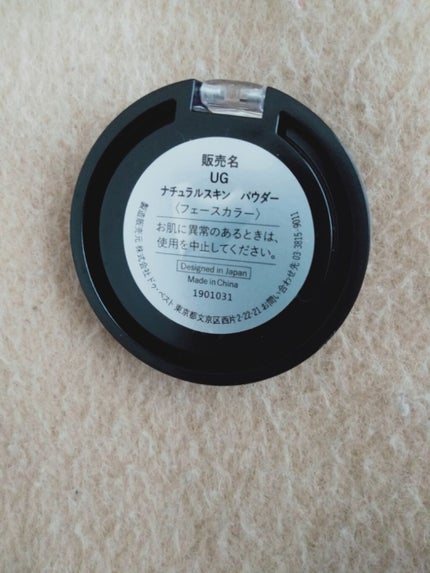 販売名
UG
ナチュラルスキン パウダー
〈フェースカラー〉
お肌に異常のあるときは、
使用を中止してください。
Designed in Japan
Made in China
1901031
製造販売元 株式会社ドゥ・ベスト 東京都文京区西片2-22-21 お問い合わせ先 03 3815 9011